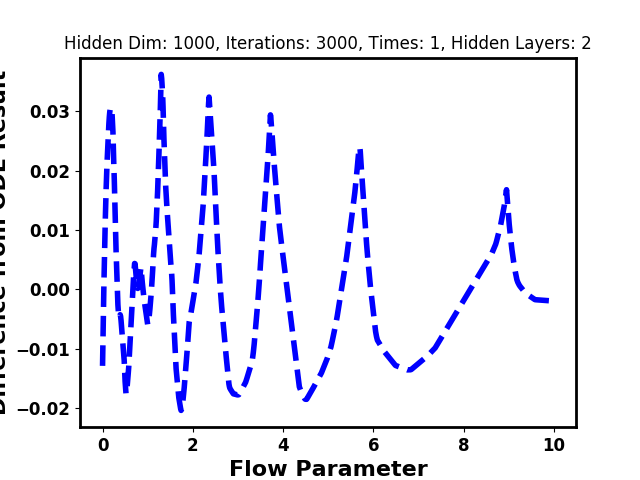 Hidden Dim: 1000, Iterations: 3000, Times: 1, Hidden Layers: 2
Difference from ODE Result
0.03
0.02
0.01
0.00
−0.01
−0.02
0 2 4 6 8 10
Flow Parameter